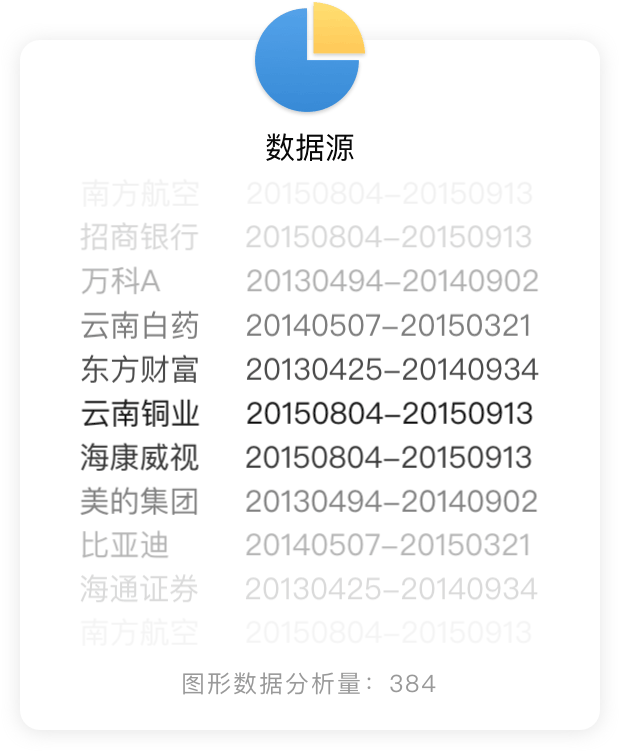 数据源
南方航空 20150804-20150913
招商银行 20150804-20150913
万科A 20130494-20140902
云南白药 20140507-20150321
东方财富 20130425-20140934
云南铜业 20150804-20150913
海康威视 20150804-20150913
美的集团 20130494-20140902
比亚迪 20140507-20150321
海通证券 20130425-20140934
南方航空 20150804-20150913
图形数据分析量：384